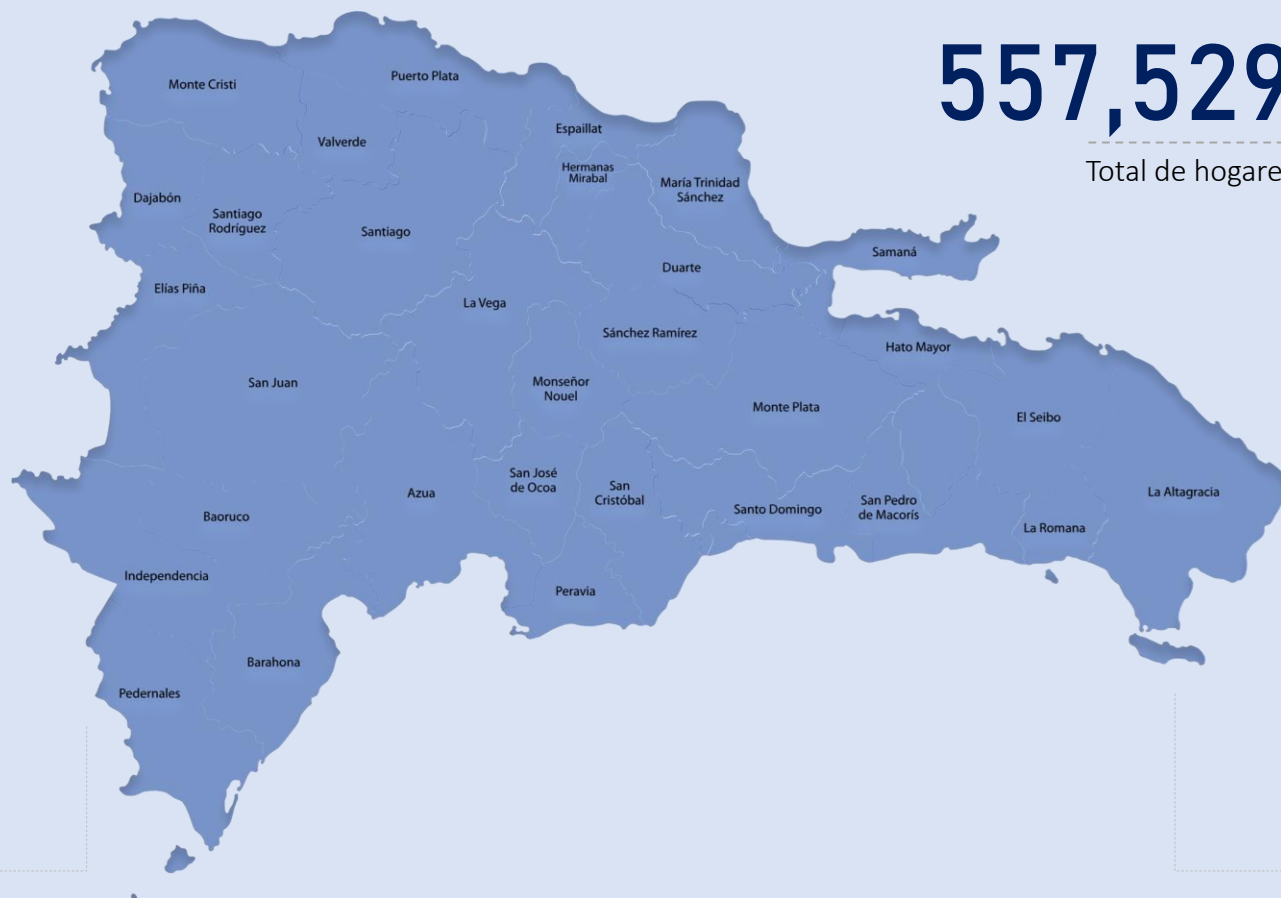 557,529
Total de hogare
Monte Cristi
Puerto Plata
Valverde
Espaillat
Hermanas
Mirabal
María Trinidad
Sánchez
Dajabón
Santiago
Rodríguez
Santiago
Samaná
Duarte
Elías Piña
La Vega
Sánchez Ramírez
Hato Mayor
San Juan
Monseñor
Nouel
Monte Plata
El Seibo
San José
de Ocoa
San
Cristóbal
Azua
La Altagracia
Baoruco
Santo Domingo
San Pedro
de Macorís
La Romana
Independencia
Peravia
Barahona
Pedernales